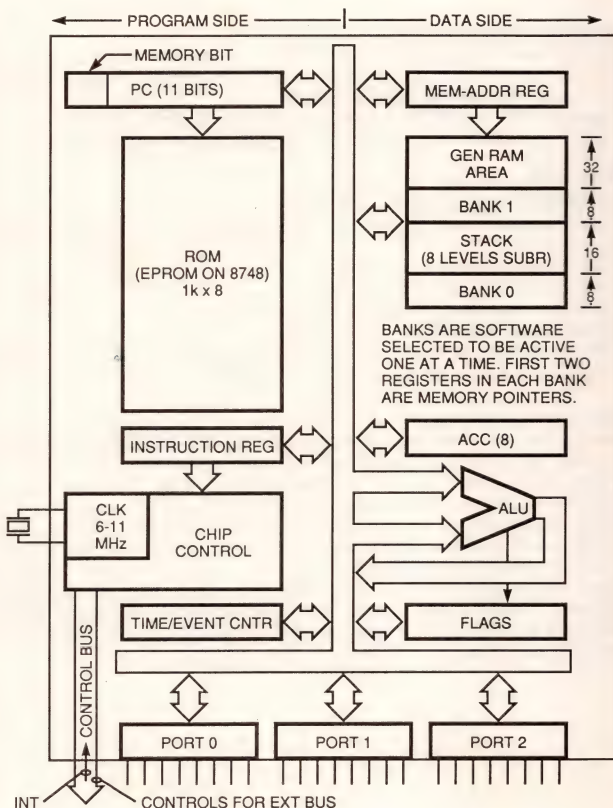 PROGRAM SIDE
DATA SIDE
MEMORY BIT
PC (11 BITS)
MEM-ADDR REG
ROM
(EPROM ON 8748)
1k x 8
GEN RAM
AREA
32
BANK 1
8
STACK
(8 LEVELS SUBR)
16
BANK 0
8
BANKS ARE SOFTWARE
SELECTED TO BE ACTIVE
ONE AT A TIME. FIRST TWO
REGISTERS IN EACH BANK
ARE MEMORY POINTERS.
INSTRUCTION REG
ACC (8)
CLK
6-11
MHz
CHIP
CONTROL
ALU
TIME/EVENT CNTR
FLAGS
CONTROL BUS
PORT 0
PORT 1
PORT 2
INT
CONTROLS FOR EXT BUS